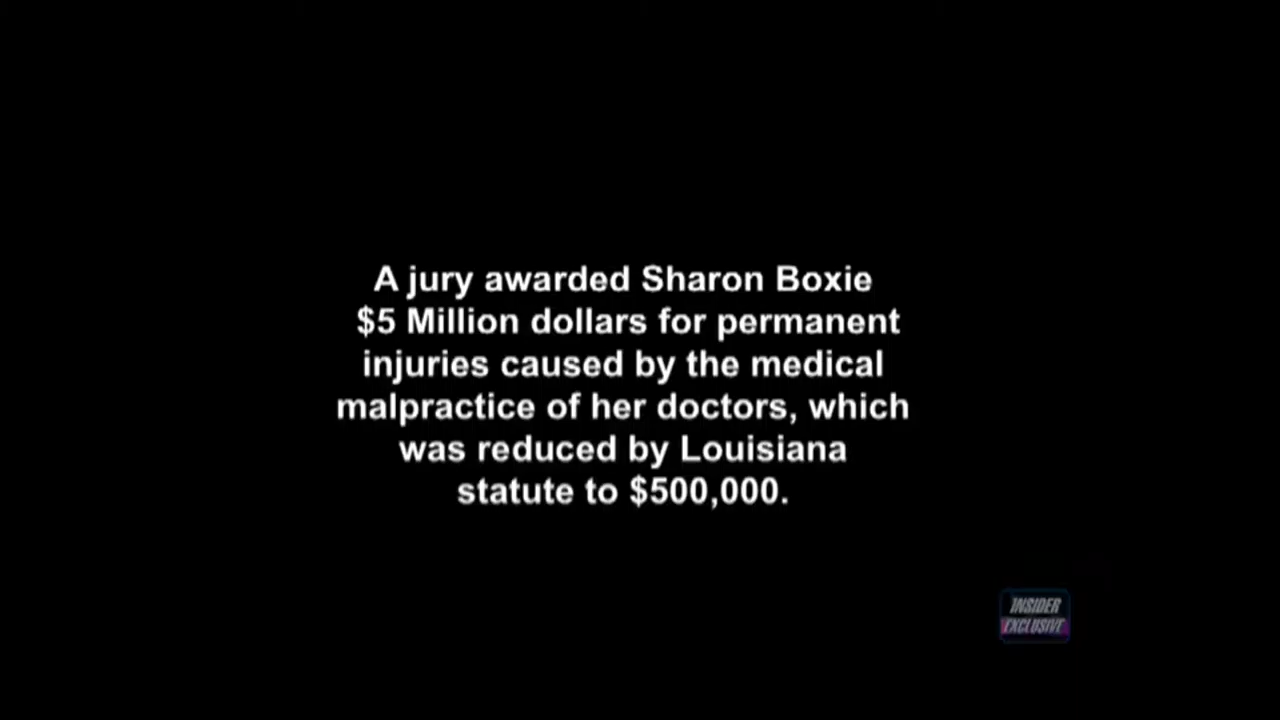 A jury awarded Sharon Boxie
$5 Million dollars for permanent
injuries caused by the medical
malpractice of her doctors, which
was reduced by Louisiana
statute to $500,000.
INSIDER
EXCLUSIVE